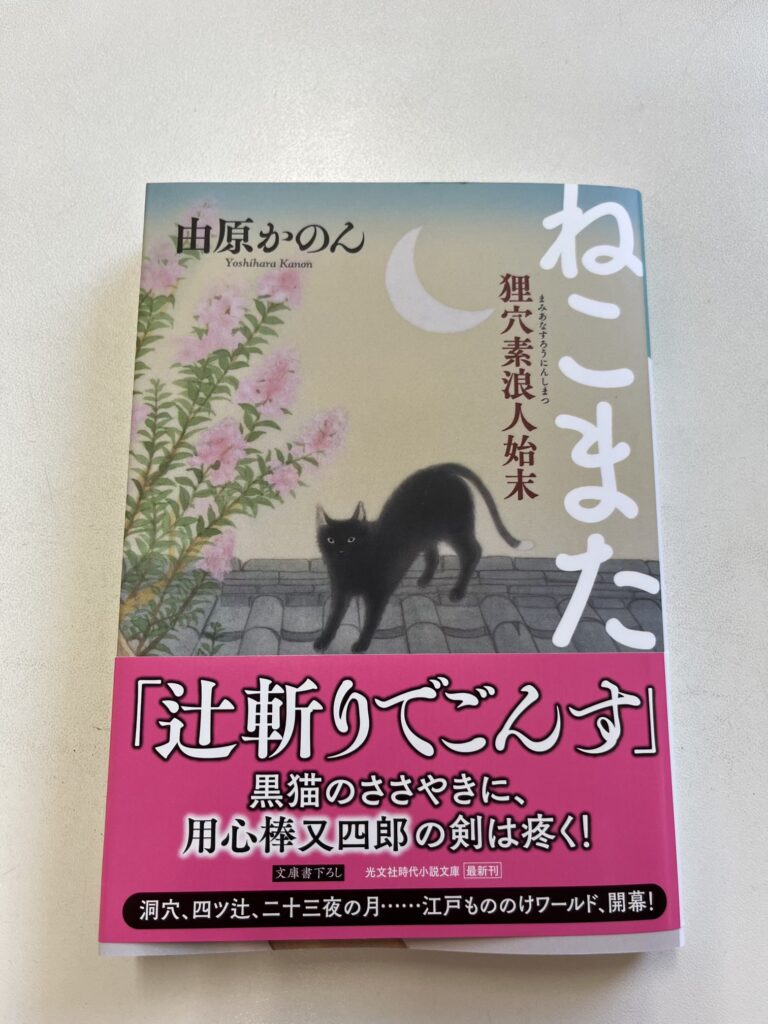 ねこまた
まみあなすろうにんしまつ
狸穴素浪人始末
由原かのん
Yoshihara Kanon
「辻斬りでごんす」
黒猫のささやきに、
用心棒又四郎の剣は疼く!
文庫書下ろし 光文社時代小説文庫 最新刊
洞穴、四ツ辻、二十三夜の月……江戸もののけワールド、開幕!